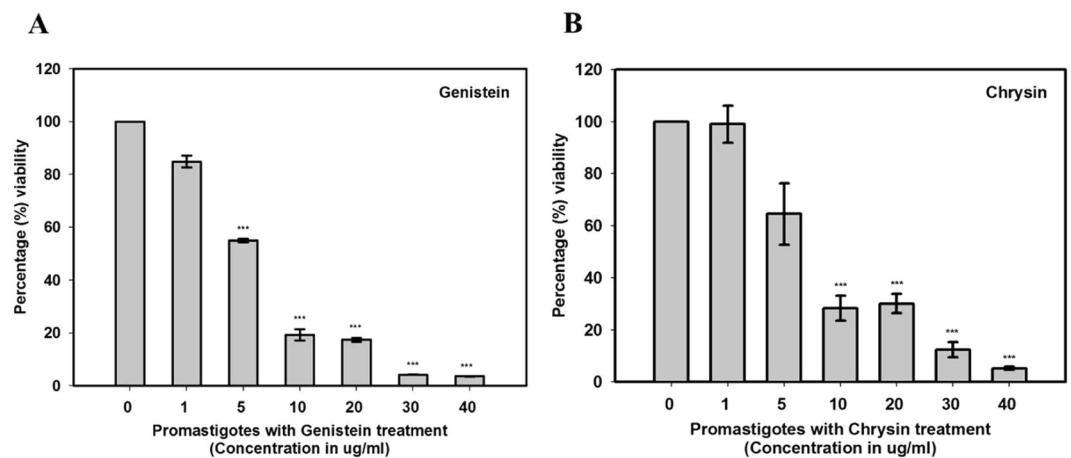 A
Genistein
Percentage (%) viability
120
100
80
60
40
20
0
***
***
***
***
***
0 1 5 10 20 30 40
Promastigotes with Genistein treatment
(Concentration in ug/ml)
B
Chrysin
Percentage (%) viability
120
100
80
60
40
20
0
***
***
***
***
0 1 5 10 20 30 40
Promastigotes with Chrysin treatment
(Concentration in ug/ml)